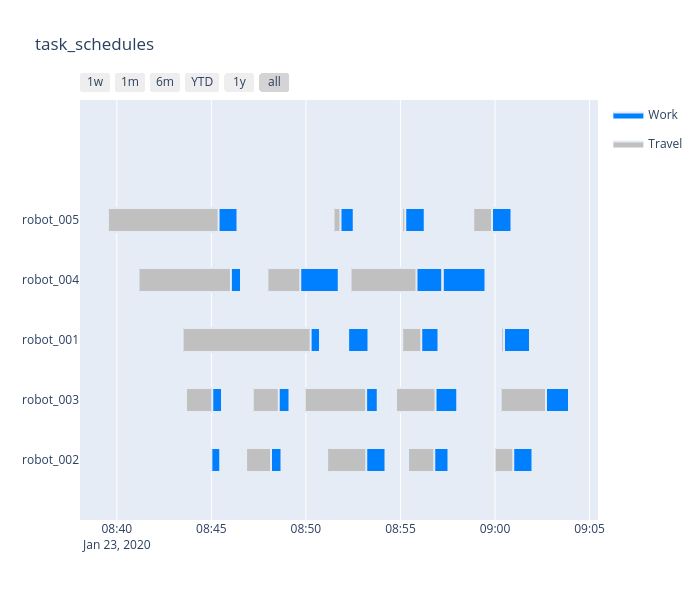 task_schedules
1w 1m 6m YTD 1y all
Work
Travel
robot_005
robot_004
robot_001
robot_003
robot_002
08:40 08:45 08:50 08:55 09:00 09:05
Jan 23, 2020